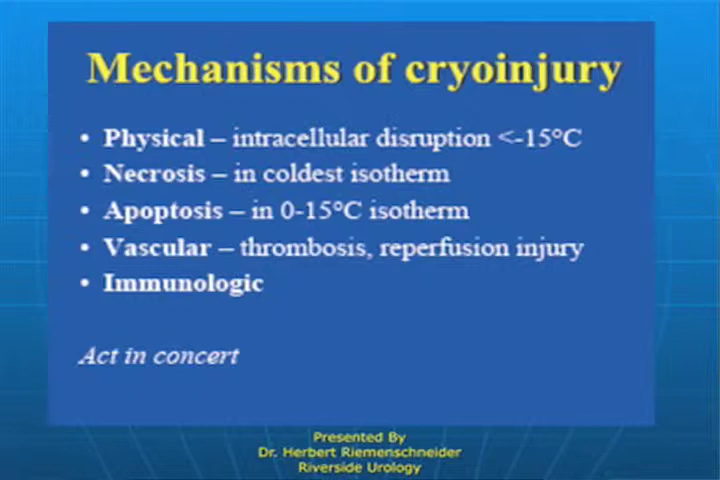 Mechanisms of cryoinjury
• Physical – intracellular disruption <-15°C
• Necrosis – in coldest isotherm
• Apoptosis – in 0-15°C isotherm
• Vascular – thrombosis, reperfusion injury
• Immunologic
Act in concert
Presented By
Dr. Herbert Riemenschneider
Riverside Urology